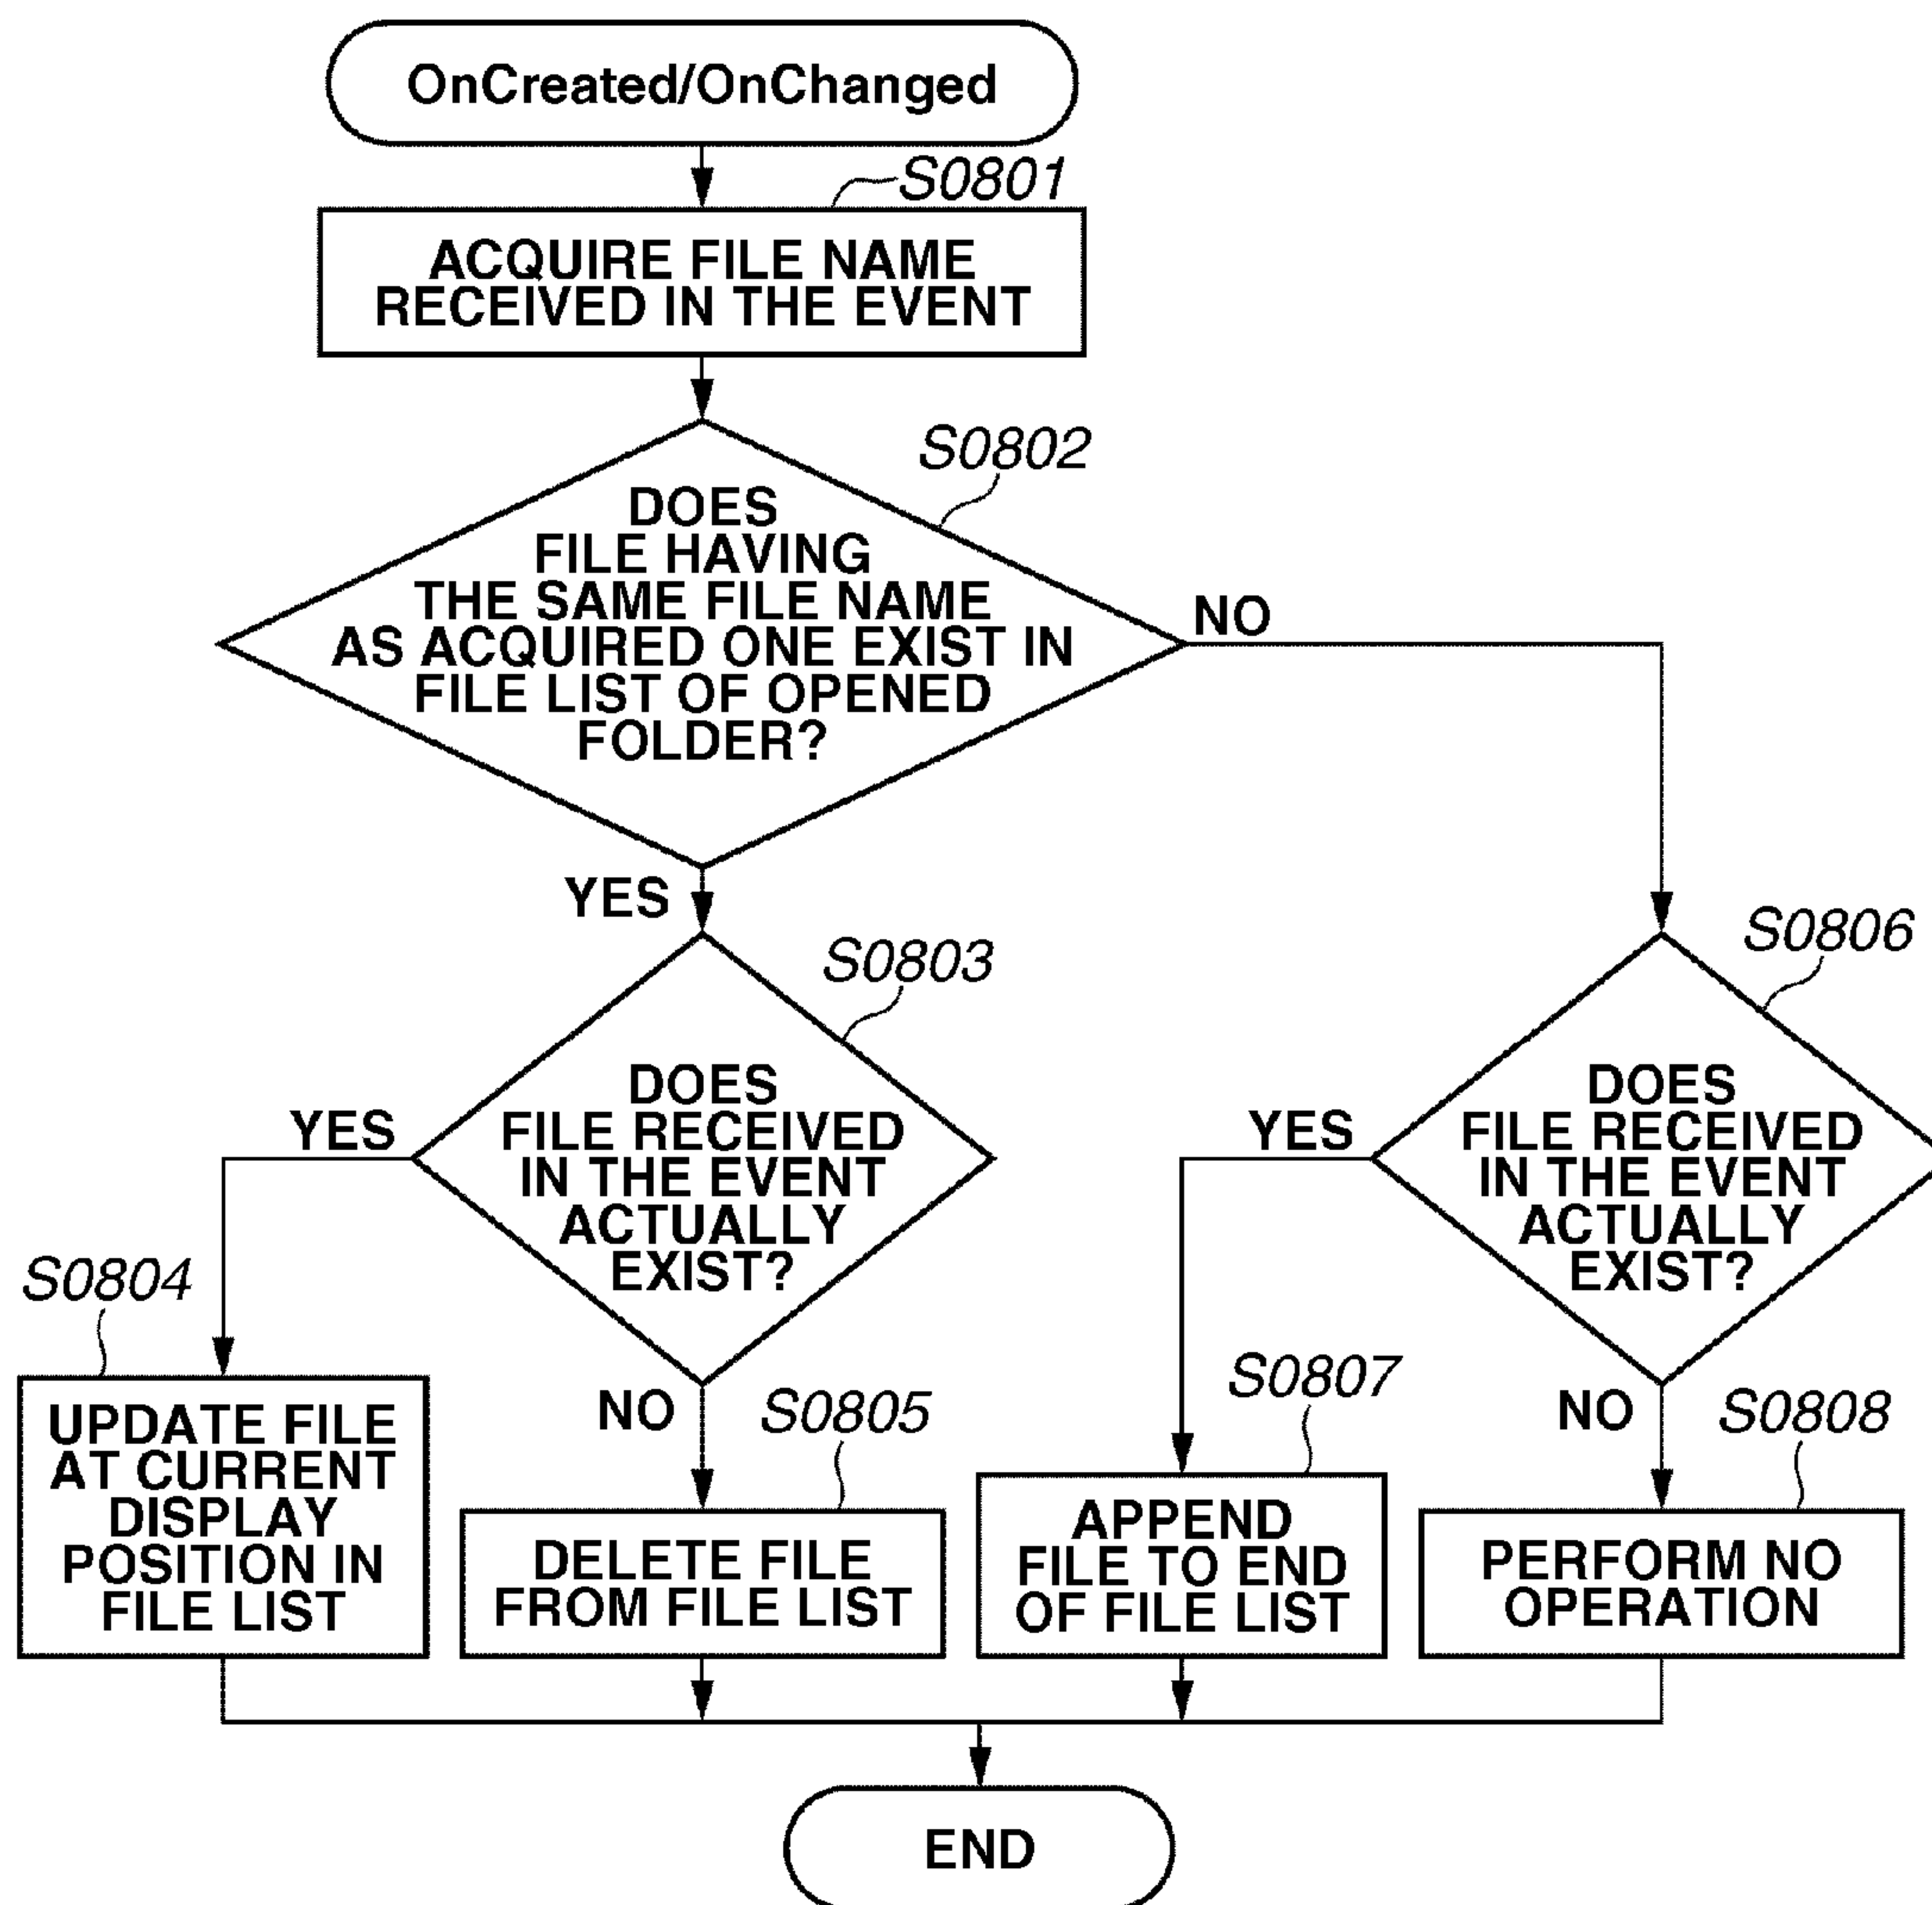 OnCreated/OnChanged
S0801
ACQUIRE FILE NAME
RECEIVED IN THE EVENT
S0802
DOES
FILE HAVING
THE SAME FILE NAME
AS ACQUIRED ONE EXIST IN
FILE LIST OF OPENED
FOLDER?
NO
YES
S0803
DOES
FILE RECEIVED
IN THE EVENT
ACTUALLY
EXIST?
YES
NO
S0804
UPDATE FILE
AT CURRENT
DISPLAY
POSITION IN
FILE LIST
S0805
DELETE FILE
FROM FILE LIST
S0806
DOES
FILE RECEIVED
IN THE EVENT
ACTUALLY
EXIST?
YES
NO
S0807
APPEND
FILE TO END
OF FILE LIST
S0808
PERFORM NO
OPERATION
END